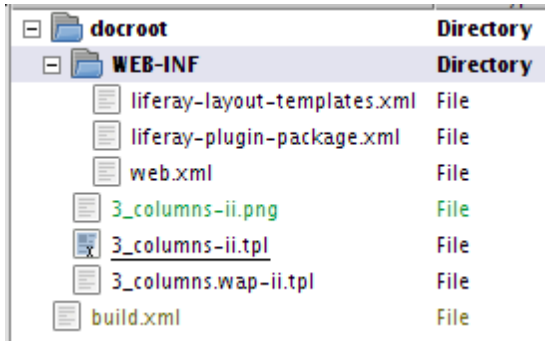 docroot Directory
WEB-INF Directory
liferay-layout-templates.xml File
liferay-plugin-package.xml File
web.xml File
3_columns-ii.png File
3_columns-ii.tpl File
3_columns.wap-ii.tpl File
build.xml File